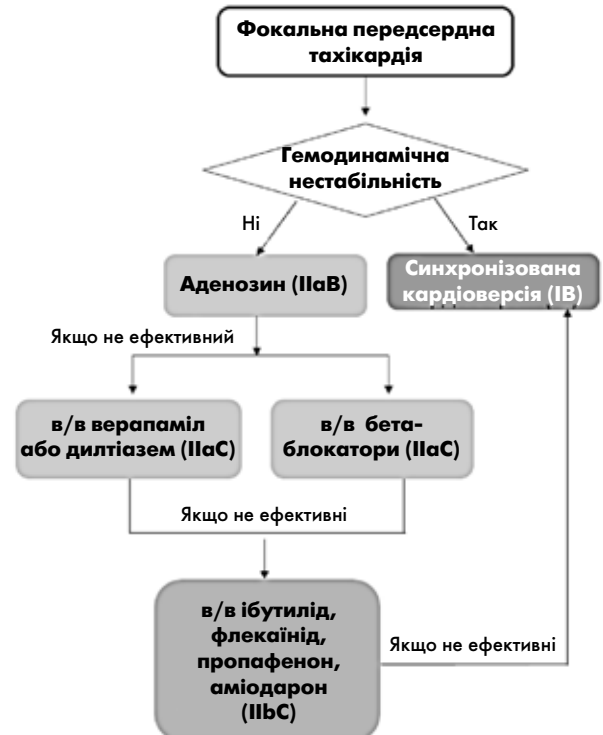 Фокальна передсердна
тахікардія
Гемодинамічна
нестабільність
Ні
Так
Аденозин (IIaB)
Синхронізована
кардіоверсія (IB)
Якщо не ефективний
в/в верапаміл
або дилтіазем (IIaC)
в/в бета-
блокатори (IIaC)
Якщо не ефективні
в/в ібутилід,
флекаїнід,
пропафенон,
аміодарон
(IIbC)
Якщо не ефективні